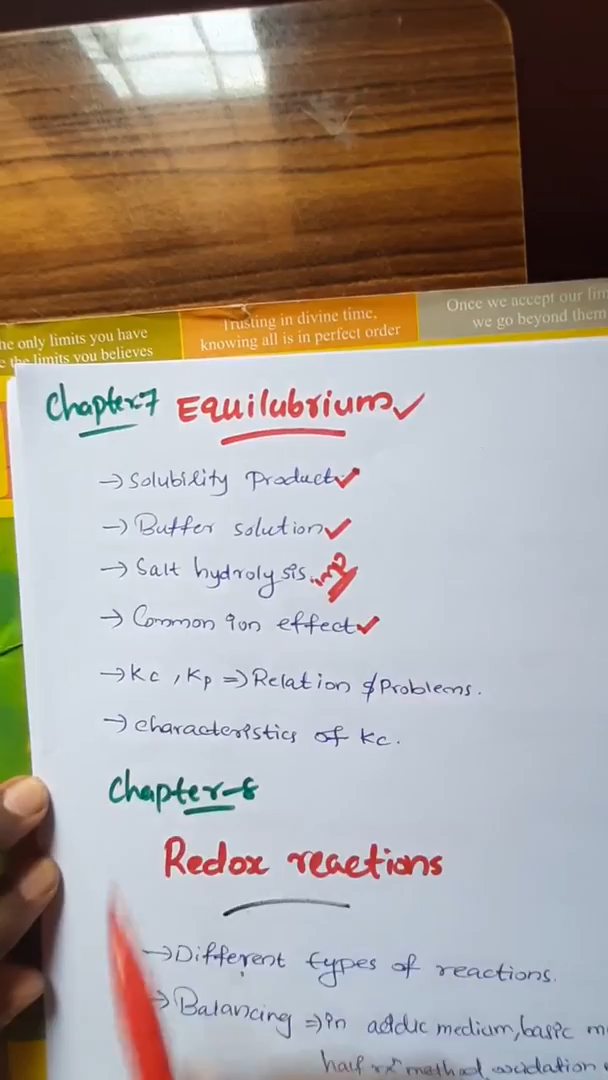 he only limits you have
e the limits you believes
Trusting in divine time,
knowing all is in perfect order
Once we accept our lim
we go beyond them
Chapter-7 Equilubrium
→ Solubility Product
→ Buffer solution
→ Salt hydrolysis. imp
→ Common ion effect
→ Kc, Kp ⇒ Relation & Problems.
→ characteristics of Kc.
Chapter-8
Redox reactions
→ Different types of reactions.
→ Balancing ⇒ in acidic medium, basic m
half rxⁿ method, oxidation